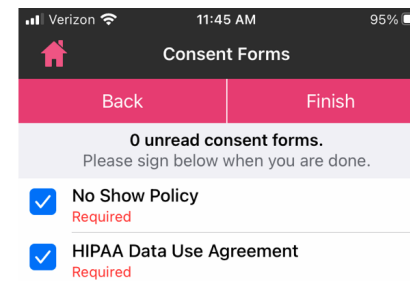 Verizon 11:45 AM 95%
Consent Forms
Back Finish
0 unread consent forms.
Please sign below when you are done.
No Show Policy
Required
HIPAA Data Use Agreement
Required